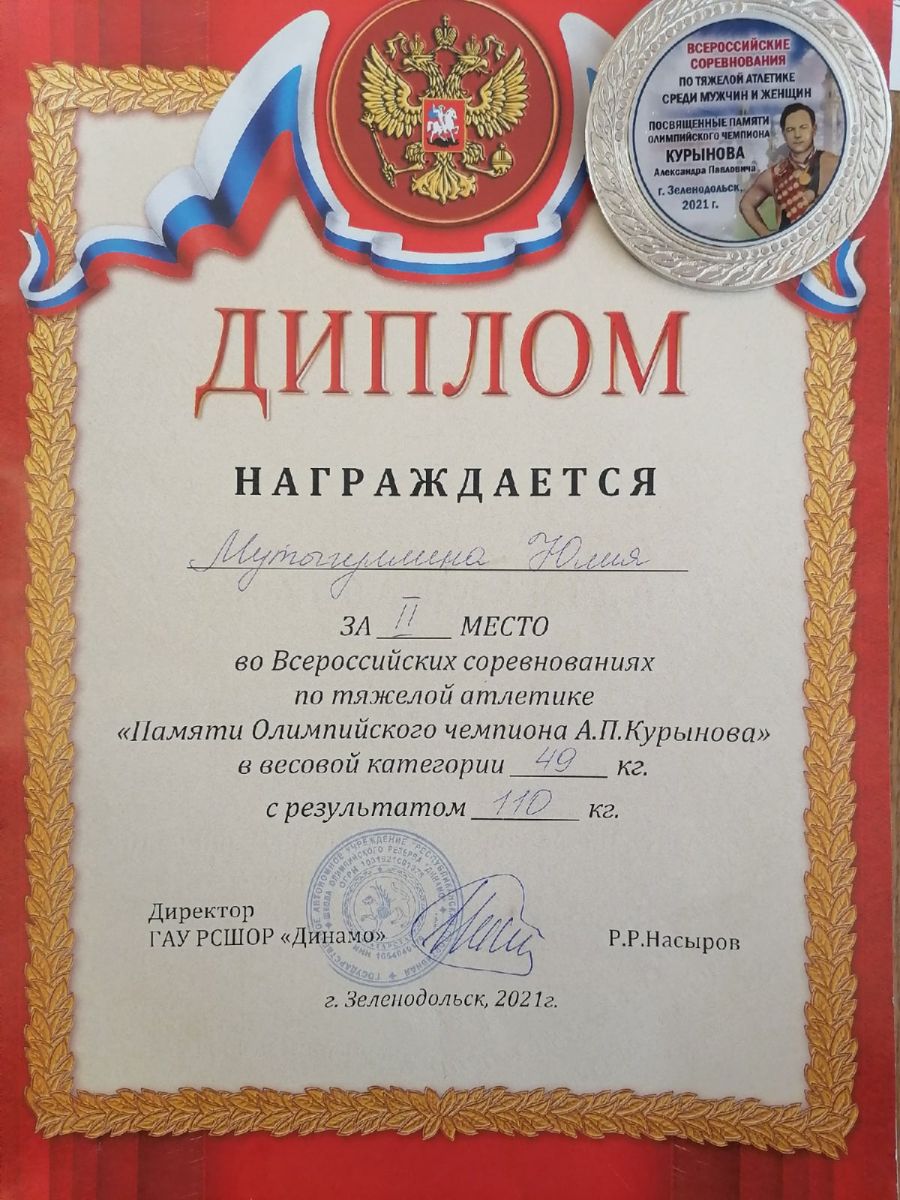 ВСЕРОССИЙСКИЕ
СОРЕВНОВАНИЯ
ПО ТЯЖЕЛОЙ АТЛЕТИКЕ
СРЕДИ МУЖЧИН И ЖЕНЩИН
ПОСВЯЩЕННЫЕ ПАМЯТИ
ОЛИМПИЙСКОГО ЧЕМПИОНА
КУРЫНОВА
Александра Павловича
г. Зеленодольск,
2021 г.
ДИПЛОМ
НАГРАЖДАЕТСЯ
Мутыгуллина Юлия
ЗА II МЕСТО
во Всероссийских соревнованиях
по тяжелой атлетике
«Памяти Олимпийского чемпиона А.П.Курынова»
в весовой категории 49 кг.
с результатом 110 кг.
Директор
ГАУ РСШОР «Динамо» Р.Р.Насыров
г. Зеленодольск, 2021г.